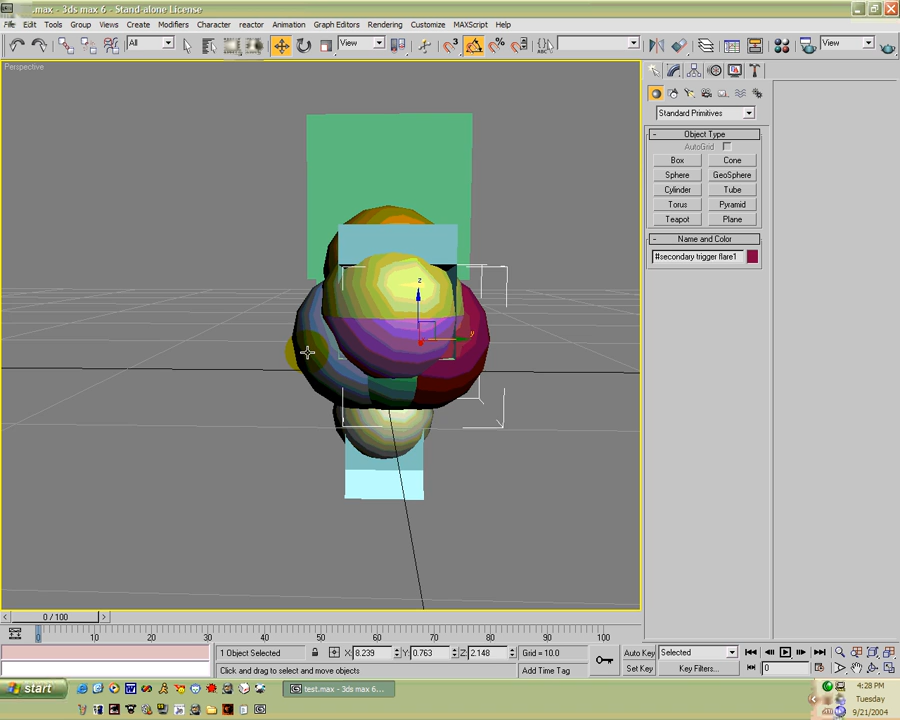 .max - 3ds max 6 - Stand-alone License
File Edit Tools Group Views Create Modifiers Character reactor Animation Graph Editors Rendering Customize MAXScript Help
All View View
Perspective
Standard Primitives
- Object Type
AutoGrid
Box Cone
Sphere GeoSphere
Cylinder Tube
Torus Pyramid
Teapot Plane
- Name and Color
#secondary trigger flare1
z
y
0 / 100
0 10 20 30 40 50 60 70 80 90 100
1 Object Selected X: 8.239 Y: 0.763 Z: 2.148 Grid = 10.0 Auto Key Selected
Click and drag to select and move objects Add Time Tag Set Key Key Filters... 0
start test.max - 3ds max 6... 4:28 PM
Tuesday
9/21/2004